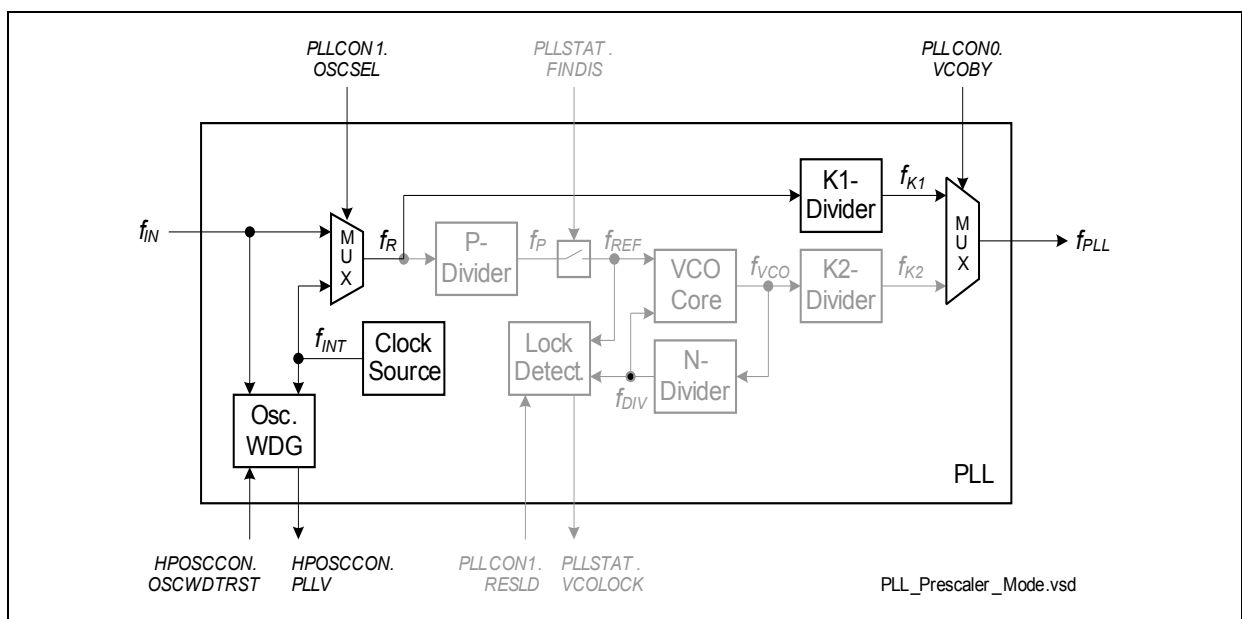 PLLCON1.
OSCSEL
PLLSTAT.
FINDIS
PLLCON0.
VCOBY
K1-
Divider
fK1
fIN
MUX
fR
P-
Divider
fP
fREF
VCO
Core
fVCO
K2-
Divider
fK2
MUX
fPLL
fINT
Clock
Source
Lock
Detect.
fDIV
N-
Divider
Osc.
WDG
PLL
HPOSCCON.
OSCWDTRST
HPOSCCON.
PLLV
PLLCON1.
RESLD
PLLSTAT.
VCOLOCK
PLL_Prescaler_Mode.vsd